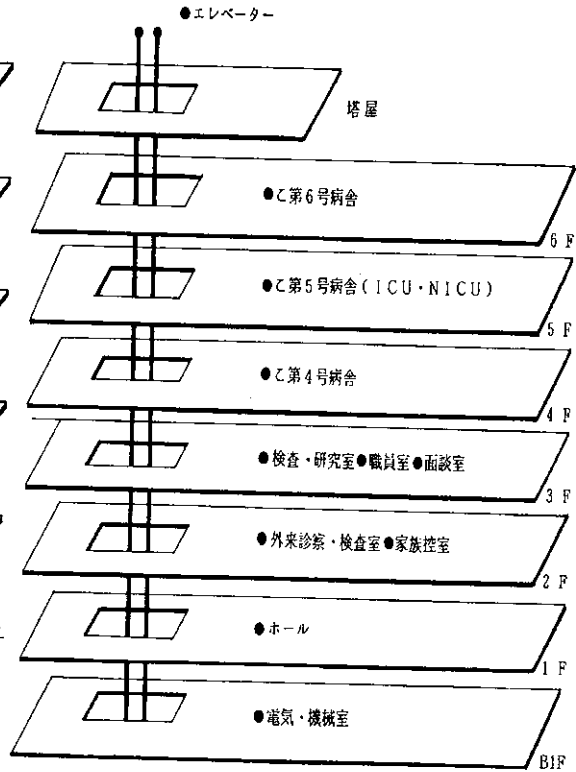 ●エレベーター
塔屋
●乙第6号病舎
6F
●乙第5号病舎(ICU・NICU)
5F
●乙第4号病舎
4F
●検査・研究室●職員室●面談室
3F
●外来診察・検査室●家族控室
2F
●ホール
1F
●電気・機械室
B1F